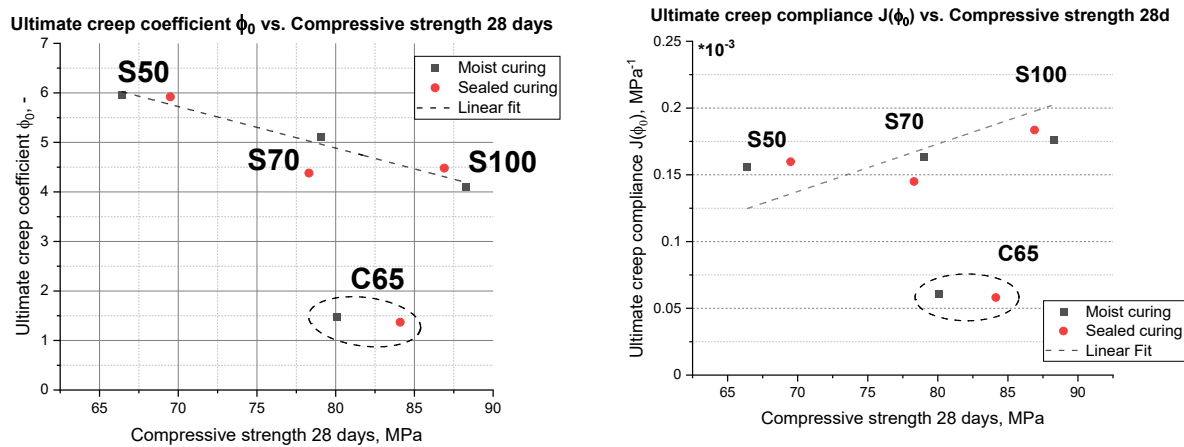 Ultimate creep coefficient ϕ₀ vs. Compressive strength 28 days
7
6
5
4
3
2
1
0
Ultimate creep coefficient ϕ₀, -
S50
S70
S100
C65
Moist curing
Sealed curing
Linear fit
65 70 75 80 85 90
Compressive strength 28 days, MPa
Ultimate creep compliance J(ϕ₀) vs. Compressive strength 28d
0.25
0.2
0.15
0.1
0.05
0
*10⁻³
Ultimate creep compliance J(ϕ₀), MPa⁻¹
S50
S70
S100
C65
Moist curing
Sealed curing
Linear Fit
65 70 75 80 85 90
Compressive strength 28 days, MPa